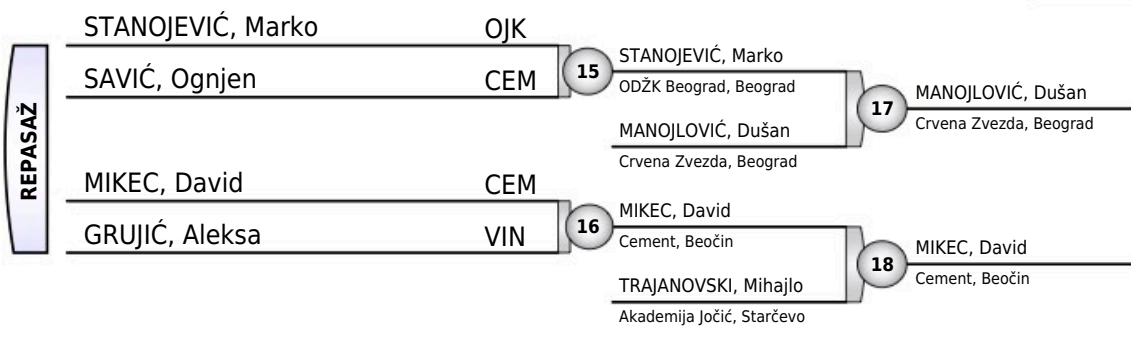 REPASAŽ
STANOJEVIĆ, Marko OJK
SAVIĆ, Ognjen CEM
15
STANOJEVIĆ, Marko
ODŽK Beograd, Beograd
MANOJLOVIĆ, Dušan
Crvena Zvezda, Beograd
17
MANOJLOVIĆ, Dušan
Crvena Zvezda, Beograd
MIKEC, David CEM
GRUJIĆ, Aleksa VIN
16
MIKEC, David
Cement, Beočin
TRAJANOVSKI, Mihajlo
Akademija Jočić, Starčevo
18
MIKEC, David
Cement, Beočin